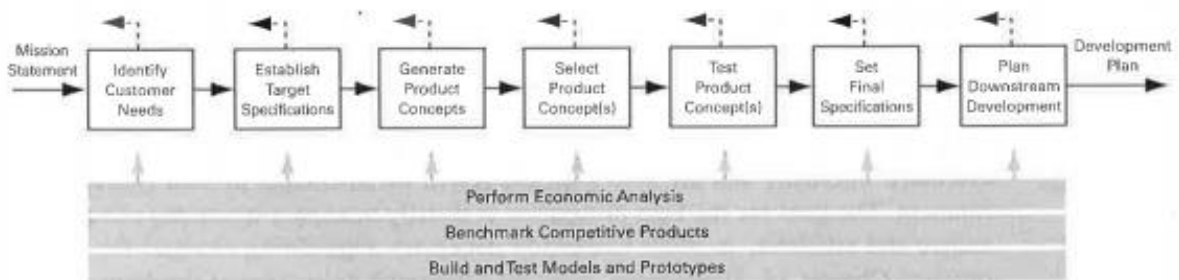 Mission
Statement
Identify
Customer
Needs
Establish
Target
Specifications
Generate
Product
Concepts
Select
Product
Concept(s)
Test
Product
Concept(s)
Set
Final
Specifications
Plan
Downstream
Development
Development
Plan
Perform Economic Analysis
Benchmark Competitive Products
Build and Test Models and Prototypes